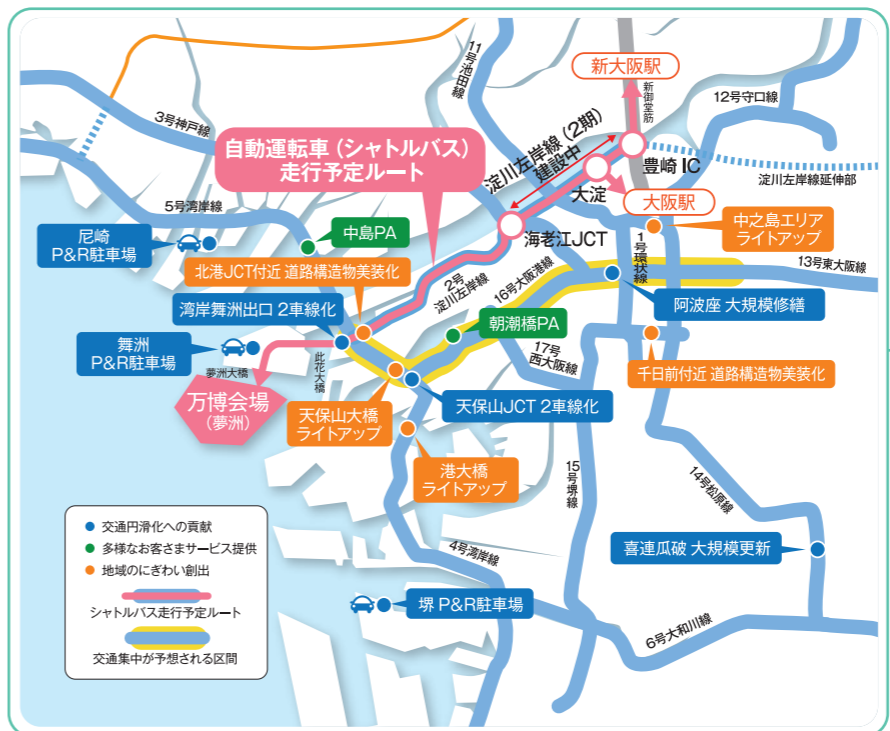 11号池田線
新大阪駅
新御堂筋
12号守口線
3号神戸線
自動運転車(シャトルバス)
走行予定ルート
淀川左岸線(2期)
建設中
豊崎 IC
淀川左岸線延伸部
大淀
大阪駅
5号湾岸線
尼崎
P&R駐車場
中島PA
海老江JCT
中之島エリア
ライトアップ
1号環状線
北港JCT付近 道路構造物美装化
2号
淀川左岸線
16号大阪港線
13号東大阪線
湾岸舞洲出口 2車線化
阿波座 大規模修繕
朝潮橋PA
舞洲
P&R駐車場
夢洲大橋
此花大橋
17号
西大阪線
千日前付近 道路構造物美装化
万博会場
(夢洲)
天保山大橋
ライトアップ
天保山JCT 2車線化
港大橋
ライトアップ
15号堺線
14号松原線
4号湾岸線
喜連瓜破 大規模更新
堺 P&R駐車場
6号大和川線
交通円滑化への貢献
多様なお客さまサービス提供
地域のにぎわい創出
シャトルバス走行予定ルート
交通集中が予想される区間